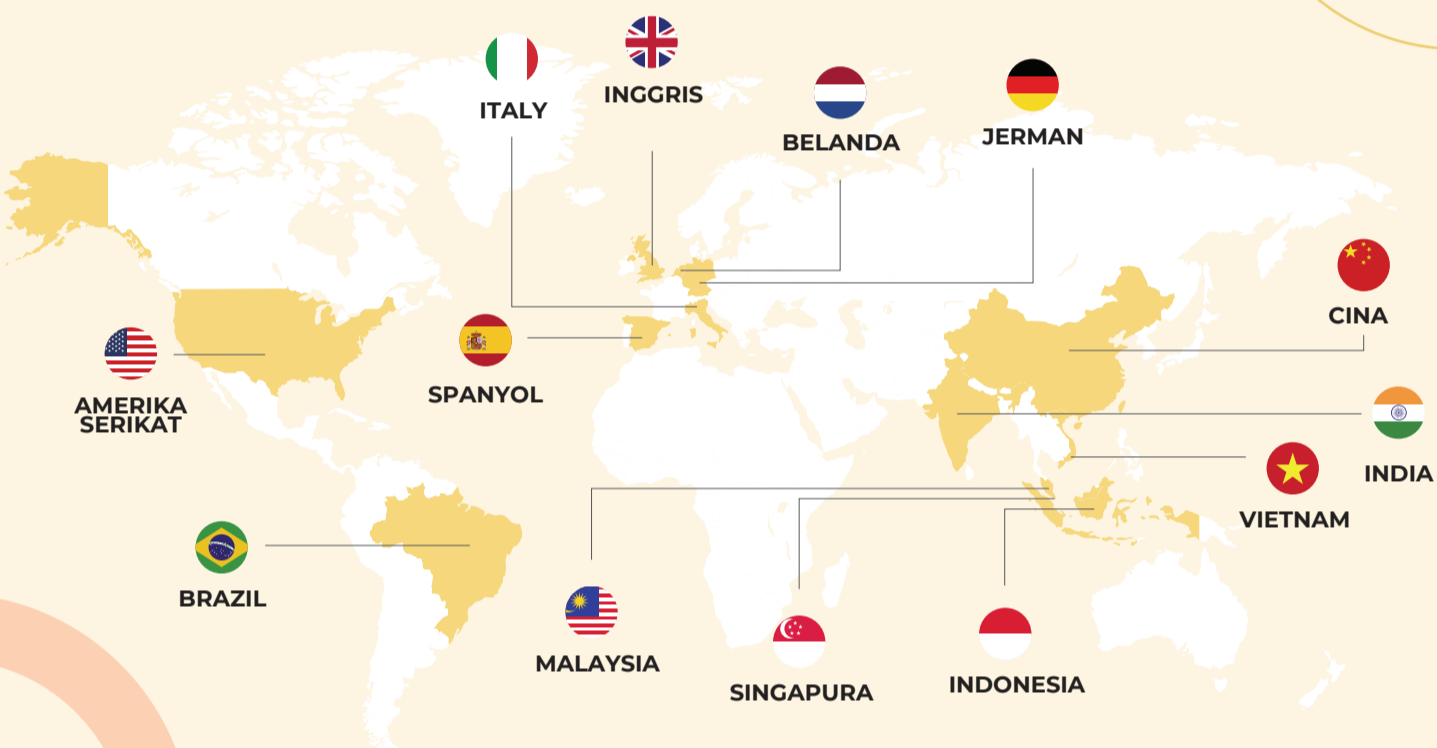 ITALY
INGGRIS
BELANDA
JERMAN
CINA
SPANYOL
AMERIKA
SERIKAT
INDIA
VIETNAM
BRAZIL
MALAYSIA
SINGAPURA
INDONESIA